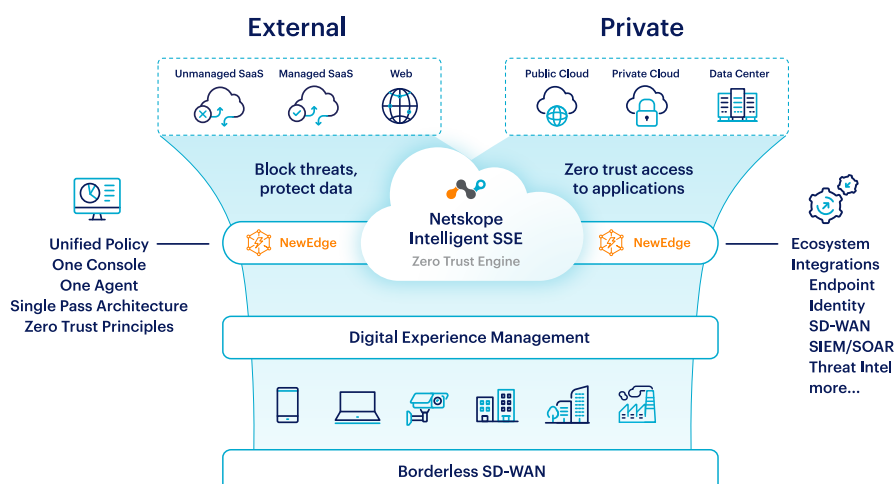 External
Private
Unmanaged SaaS
Managed SaaS
Web
Public Cloud
Private Cloud
Data Center
Block threats,
protect data
Zero trust access
to applications
Netskope
Intelligent SSE
Zero Trust Engine
NewEdge
NewEdge
Unified Policy
One Console
One Agent
Single Pass Architecture
Zero Trust Principles
Ecosystem
Integrations
Endpoint
Identity
SD-WAN
SIEM/SOAR
Threat Intel
more...
Digital Experience Management
Borderless SD-WAN